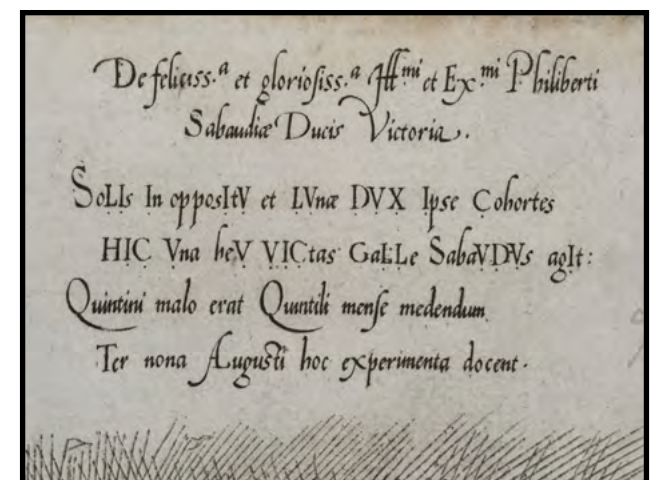 De feliciss.ᵃ et gloriosiss.ᵃ Illᵐⁱ et Ex.ᵐⁱ Philiberti
Sabaudiæ Ducis Victoria.
SoLIs In opposItV et LVnæ DVX Ipse Cohortes
HIC Vna heV VICtas GaLLe SabaVDVs agIt:
Quintini malo erat Quintili mense medendum
Ter nona Augusti hoc experimenta docent.